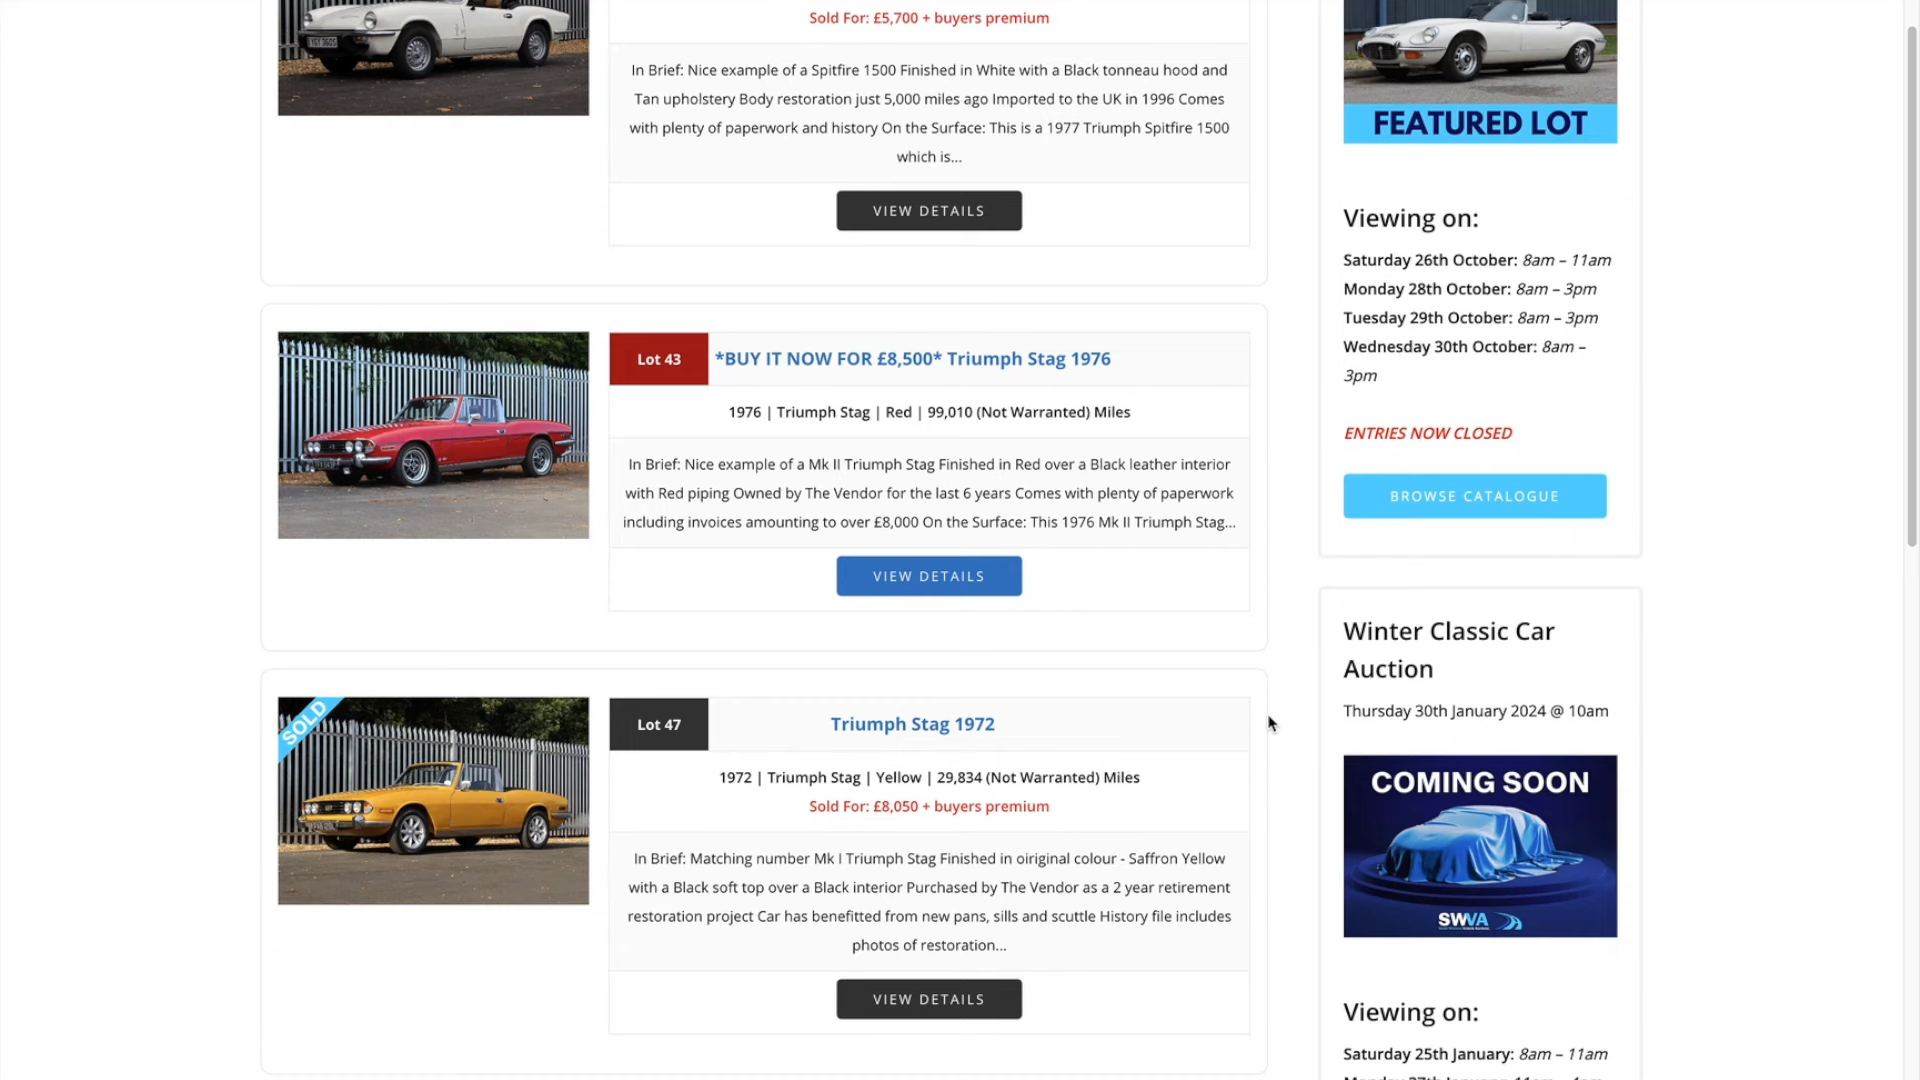 Sold For: £5,700 + buyers premium
In Brief: Nice example of a Spitfire 1500 Finished in White with a Black tonneau hood and
Tan upholstery Body restoration just 5,000 miles ago Imported to the UK in 1996 Comes
with plenty of paperwork and history On the Surface: This is a 1977 Triumph Spitfire 1500
which is...
VIEW DETAILS
Lot 43
*BUY IT NOW FOR £8,500* Triumph Stag 1976
1976 | Triumph Stag | Red | 99,010 (Not Warranted) Miles
In Brief: Nice example of a Mk II Triumph Stag Finished in Red over a Black leather interior
with Red piping Owned by The Vendor for the last 6 years Comes with plenty of paperwork
including invoices amounting to over £8,000 On the Surface: This 1976 Mk II Triumph Stag...
VIEW DETAILS
SOLD
Lot 47
Triumph Stag 1972
1972 | Triumph Stag | Yellow | 29,834 (Not Warranted) Miles
Sold For: £8,050 + buyers premium
In Brief: Matching number Mk I Triumph Stag Finished in oiriginal colour - Saffron Yellow
with a Black soft top over a Black interior Purchased by The Vendor as a 2 year retirement
restoration project Car has benefitted from new pans, sills and scuttle History file includes
photos of restoration...
VIEW DETAILS
FEATURED LOT
Viewing on:
Saturday 26th October: 8am – 11am
Monday 28th October: 8am – 3pm
Tuesday 29th October: 8am – 3pm
Wednesday 30th October: 8am –
3pm
ENTRIES NOW CLOSED
BROWSE CATALOGUE
Winter Classic Car
Auction
Thursday 30th January 2024 @ 10am
COMING SOON
SWVA
Viewing on:
Saturday 25th January: 8am – 11am